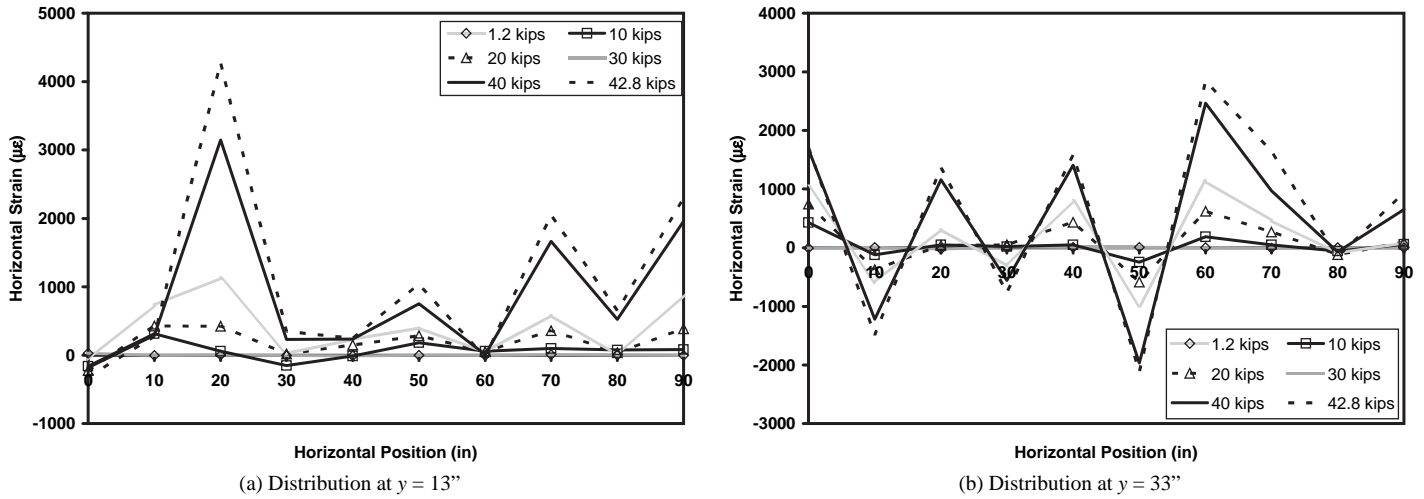 5000
4000
3000
2000
1000
0
-1000
0 10 20 30 40 50 60 70 80 90
Horizontal Strain (με)
Horizontal Position (in)
1.2 kips 10 kips
20 kips 30 kips
40 kips 42.8 kips
(a) Distribution at y = 13”
4000
3000
2000
1000
0
-1000
-2000
-3000
0 10 20 30 40 50 60 70 80 90
Horizontal Strain (με)
Horizontal Position (in)
1.2 kips 10 kips
20 kips 30 kips
40 kips 42.8 kips
(b) Distribution at y = 33”